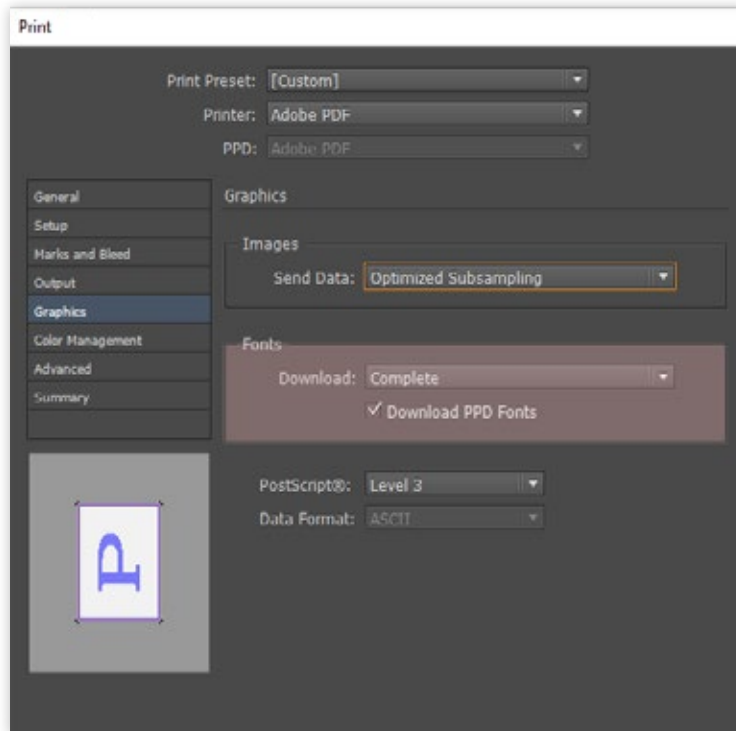 Print
Print Preset: [Custom]
Printer: Adobe PDF
PPD: Adobe PDF
General
Setup
Marks and Bleed
Output
Graphics
Color Management
Advanced
Summary
Graphics
Images
Send Data: Optimized Subsampling
Fonts
Download: Complete
Download PPD Fonts
PostScript®: Level 3
Data Format: ASCII
P